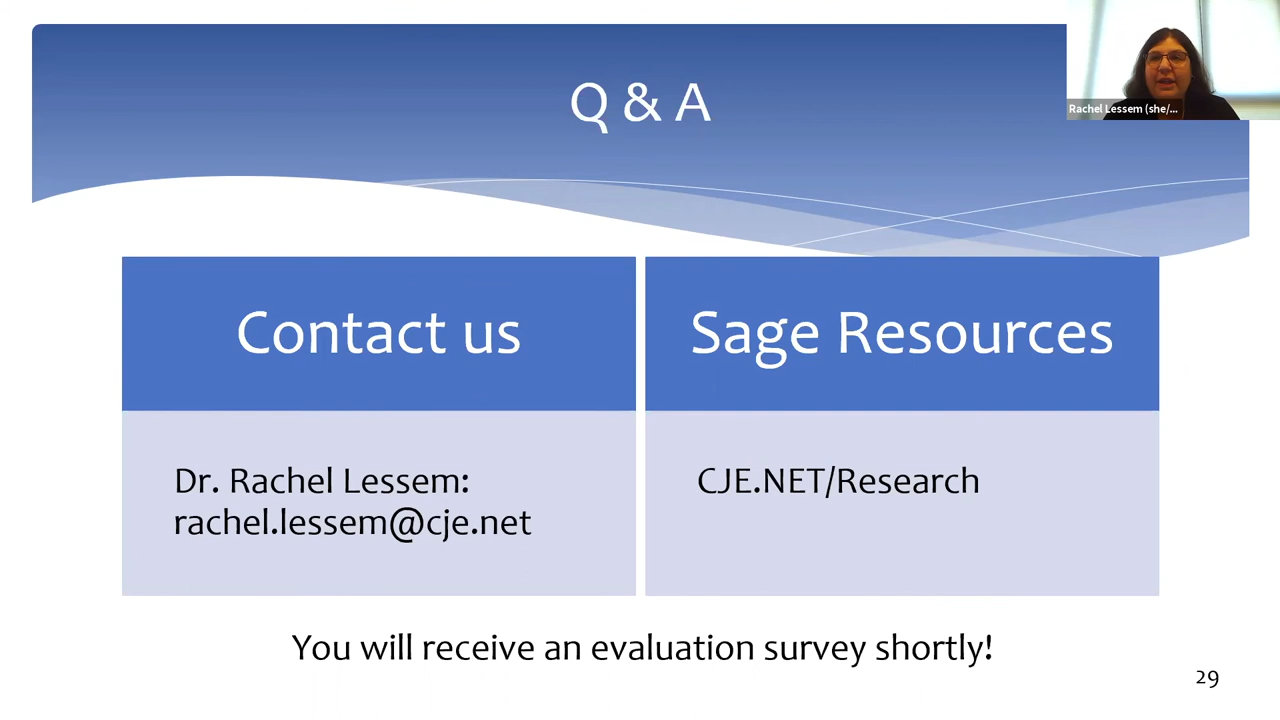 Q & A
Rachel Lessem (she/...
Contact us
Sage Resources
Dr. Rachel Lessem:
rachel.lessem@cje.net
CJE.NET/Research
You will receive an evaluation survey shortly!
29